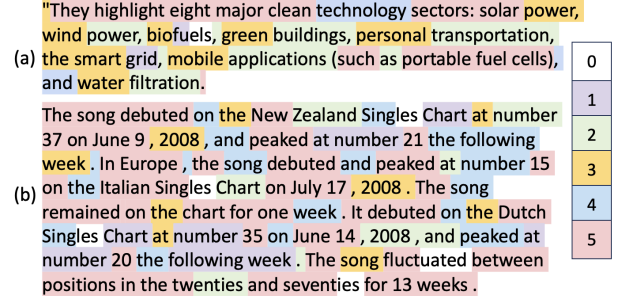 "They highlight eight major clean technology sectors: solar power,
wind power, biofuels, green buildings, personal transportation,
(a) the smart grid, mobile applications (such as portable fuel cells),
and water filtration.
The song debuted on the New Zealand Singles Chart at number
37 on June 9 , 2008 , and peaked at number 21 the following
week . In Europe , the song debuted and peaked at number 15
(b) on the Italian Singles Chart on July 17 , 2008 . The song
remained on the chart for one week . It debuted on the Dutch
Singles Chart at number 35 on June 14 , 2008 , and peaked at
number 20 the following week . The song fluctuated between
positions in the twenties and seventies for 13 weeks .
0
1
2
3
4
5